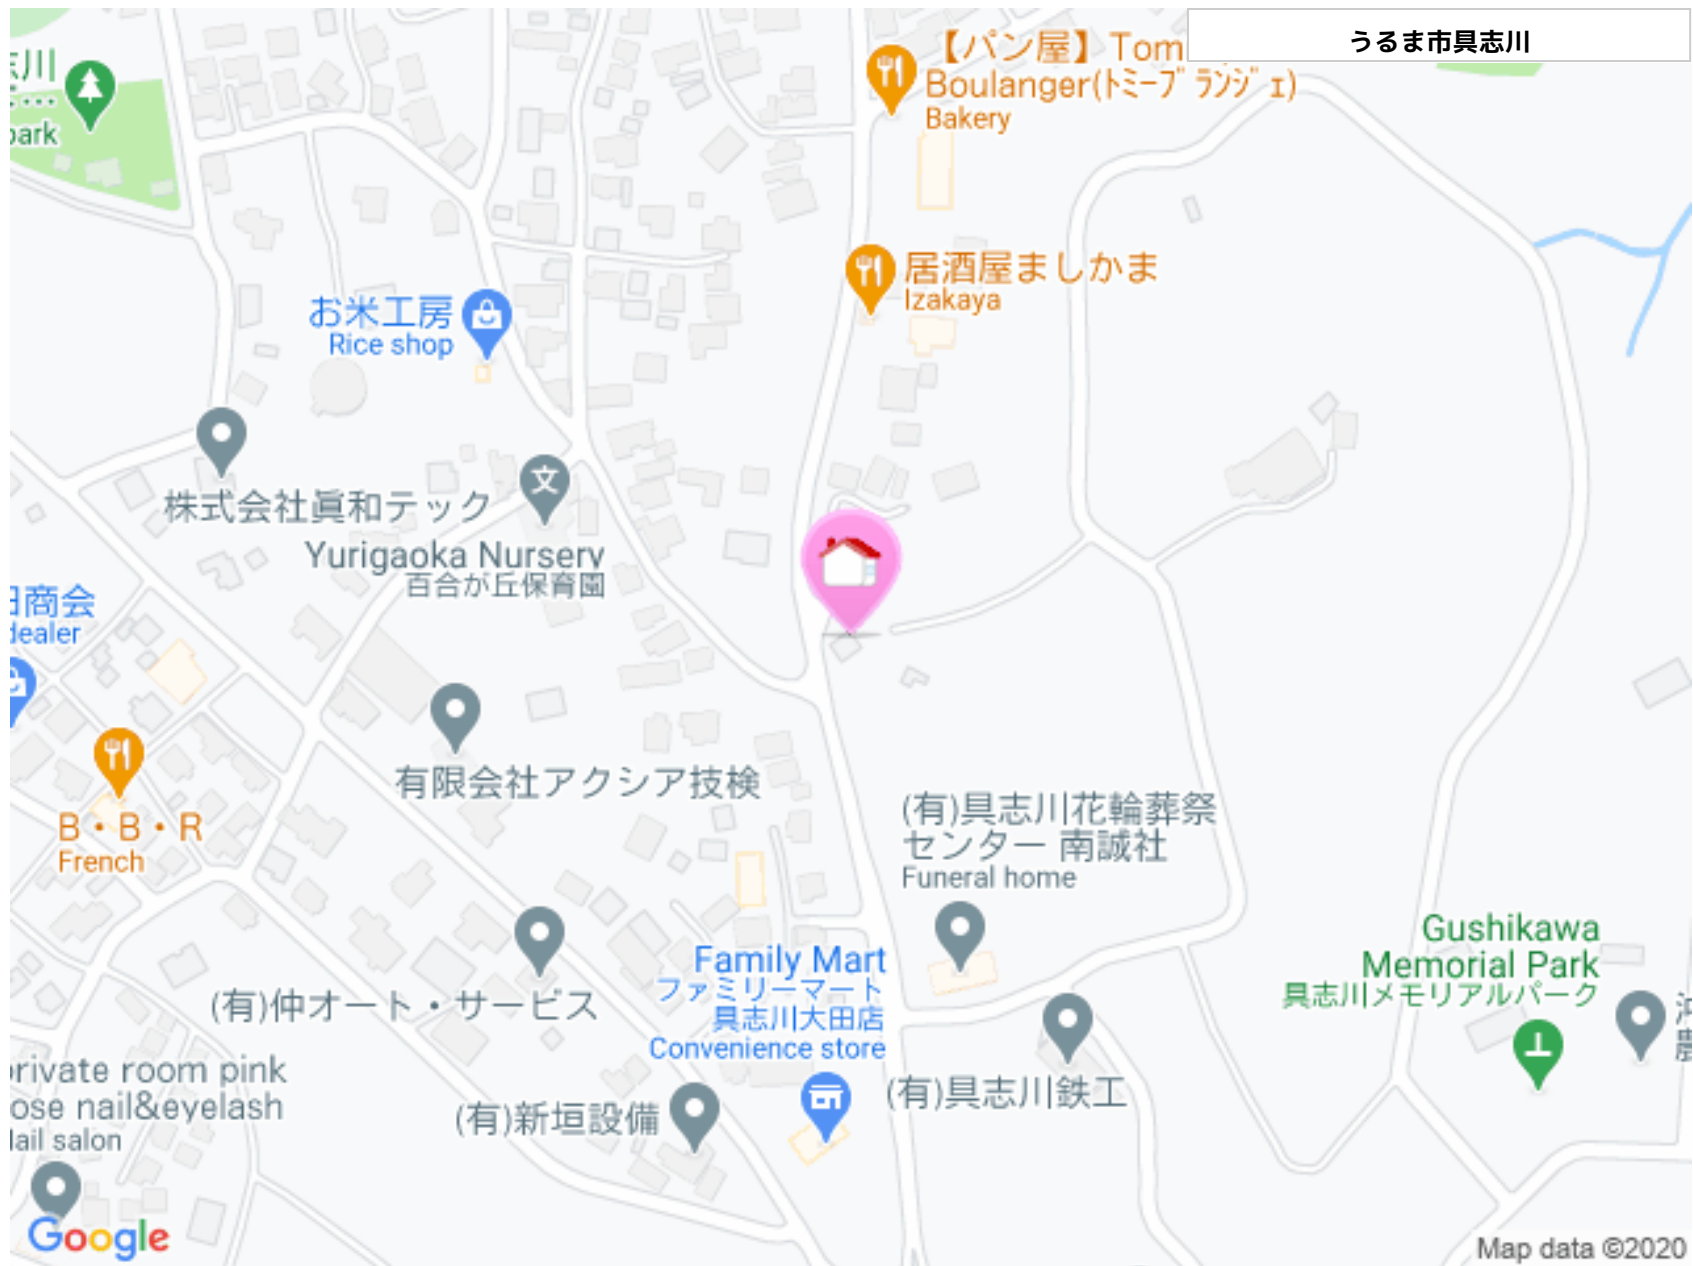 うるま市具志川
【パン屋】Tom
Boulanger(ﾄﾐｰﾌﾞﾗﾝｼﾞｪ)
Bakery
志川
park
居酒屋ましかま
Izakaya
お米工房
Rice shop
株式会社眞和テック
Yurigaoka Nursery
百合が丘保育園
商会
dealer
有限会社アクシア技検
B・B・R
French
(有)具志川花輪葬祭
センター 南誠社
Funeral home
Gushikawa
Memorial Park
具志川メモリアルパーク
Family Mart
ファミリーマート
具志川大田店
Convenience store
(有)仲オート・サービス
(有)具志川鉄工
private room pink
ose nail&eyelash
Nail salon
(有)新垣設備
沖
農
Google
Map data ©2020